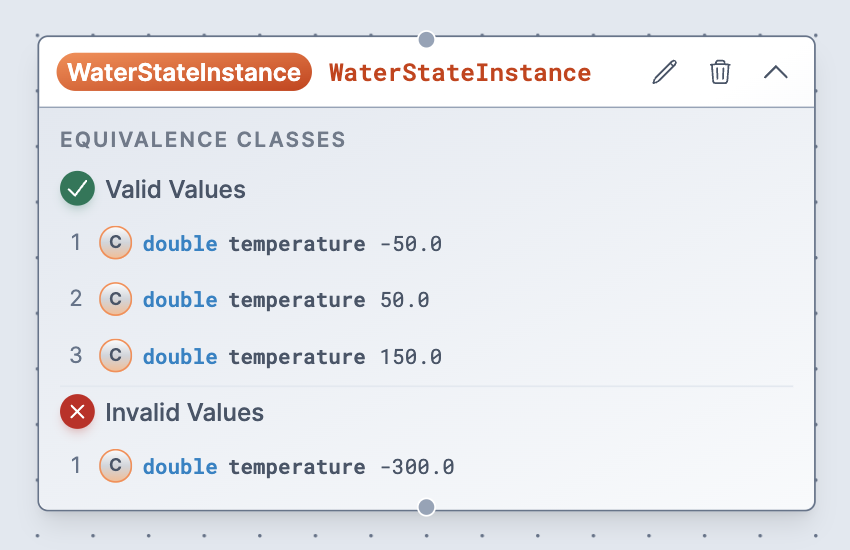 WaterStateInstance WaterStateInstance
EQUIVALENCE CLASSES
Valid Values
1 C double temperature -50.0
2 C double temperature 50.0
3 C double temperature 150.0
Invalid Values
1 C double temperature -300.0